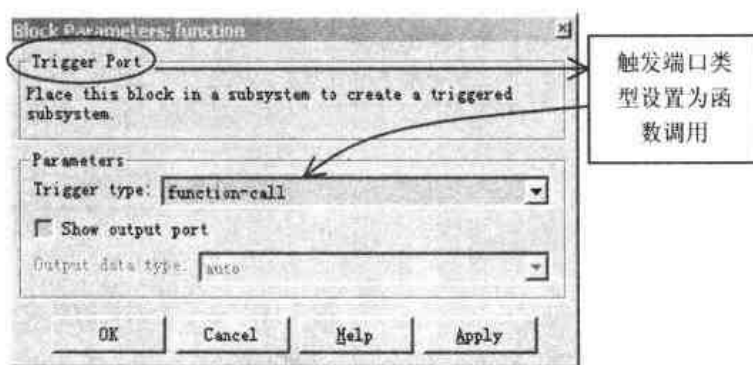 Block Parameters: function
Trigger Port
Place this block in a subsystem to create a triggered
subsystem.
Parameters
Trigger type: function-call
Show output port
Output data type: auto
OK Cancel Help Apply
触发端口类
型设置为函
数调用